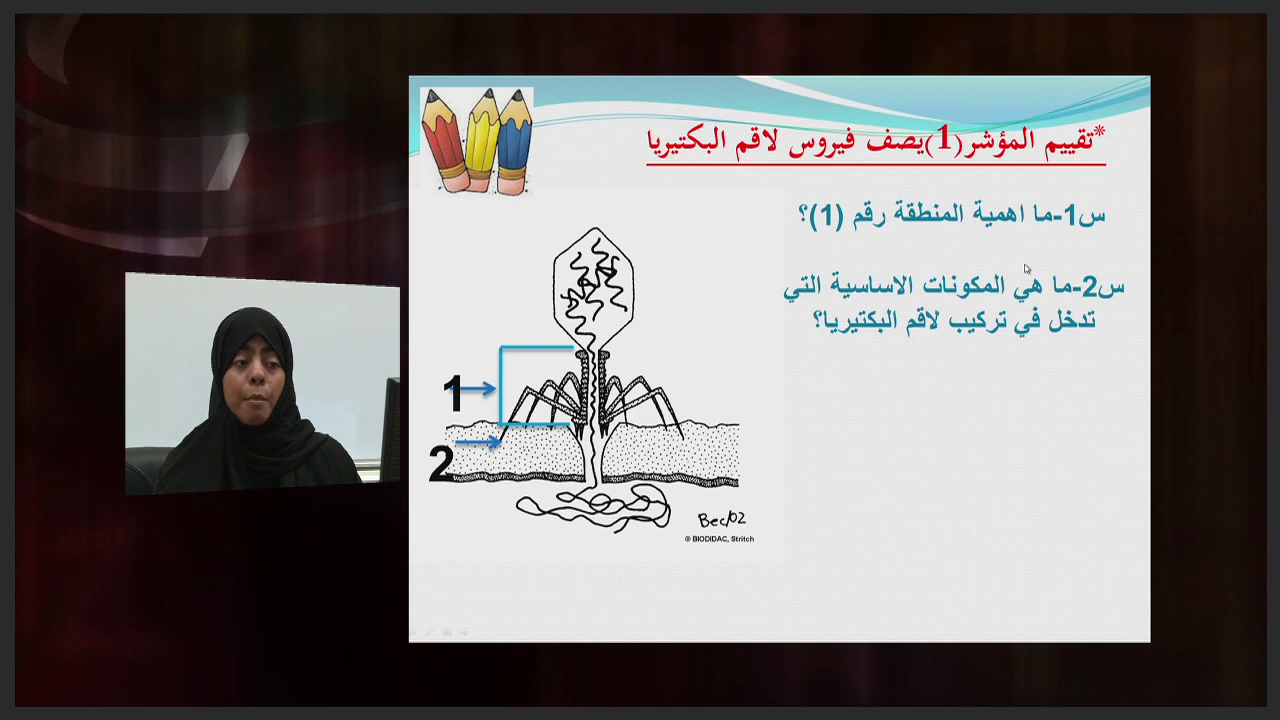 *تقييم المؤشر(1)يصف فيروس لاقم البكتيريا
س1-ما اهمية المنطقة رقم (1)؟
س2-ما هي المكونات الاساسية التي
تدخل في تركيب لاقم البكتيريا؟
1
2
Bec/02
© BIODIDAC, Stritch